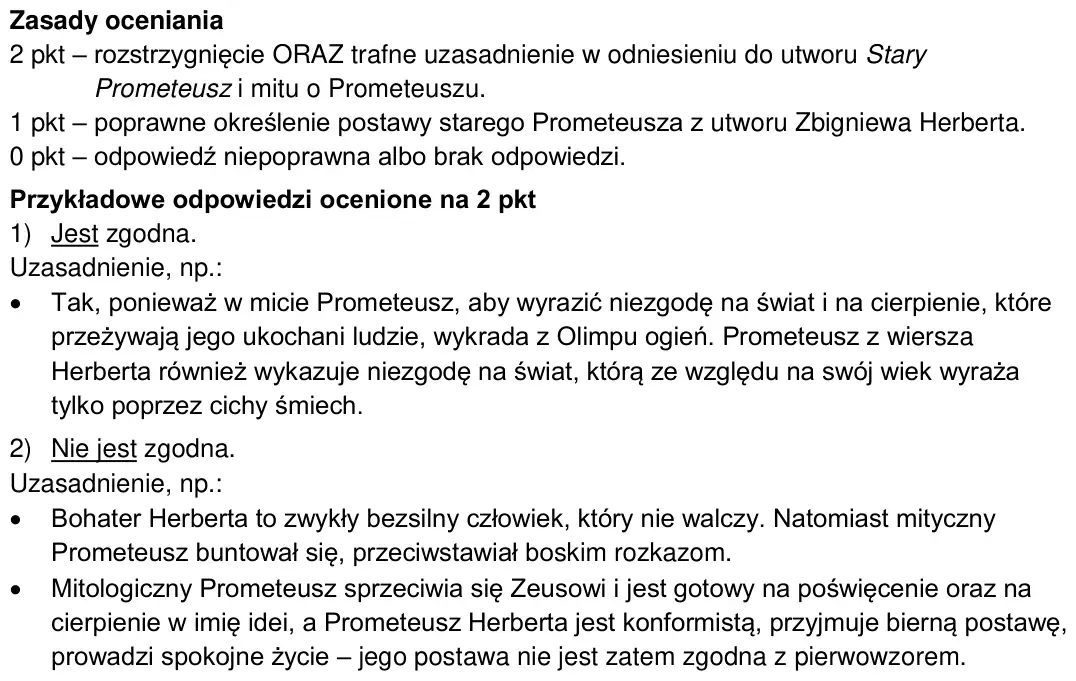 Zasady oceniania
2 pkt – rozstrzygnięcie ORAZ trafne uzasadnienie w odniesieniu do utworu Stary
Prometeusz i mitu o Prometeuszu.
1 pkt – poprawne określenie postawy starego Prometeusza z utworu Zbigniewa Herberta.
0 pkt – odpowiedź niepoprawna albo brak odpowiedzi.
Przykładowe odpowiedzi ocenione na 2 pkt
1) Jest zgodna.
Uzasadnienie, np.:
• Tak, ponieważ w micie Prometeusz, aby wyrazić niezgodę na świat i na cierpienie, które
przeżywają jego ukochani ludzie, wykrada z Olimpu ogień. Prometeusz z wiersza
Herberta również wykazuje niezgodę na świat, którą ze względu na swój wiek wyraża
tylko poprzez cichy śmiech.
2) Nie jest zgodna.
Uzasadnienie, np.:
• Bohater Herberta to zwykły bezsilny człowiek, który nie walczy. Natomiast mityczny
Prometeusz buntował się, przeciwstawiał boskim rozkazom.
• Mitologiczny Prometeusz sprzeciwia się Zeusowi i jest gotowy na poświęcenie oraz na
cierpienie w imię idei, a Prometeusz Herberta jest konformistą, przyjmuje bierną postawę,
prowadzi spokojne życie – jego postawa nie jest zatem zgodna z pierwowzorem.